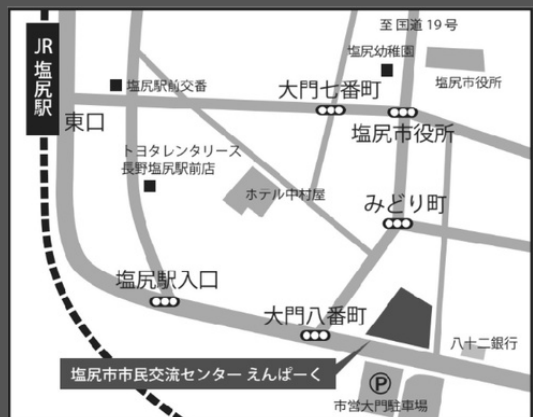 至 国道 19 号
塩尻幼稚園
塩尻市役所
JR 塩尻駅
塩尻駅前交番
大門七番町
東口
塩尻市役所
トヨタレンタリース
長野塩尻駅前店
ホテル中村屋
みどり町
塩尻駅入口
大門八番町
八十二銀行
塩尻市市民交流センター えんぱーく
P
市営大門駐車場